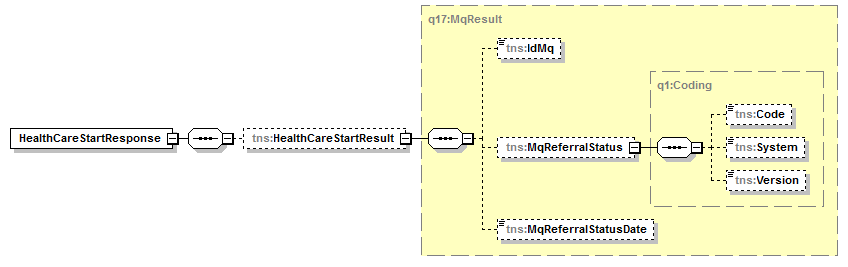 q17:MqResult
tns:IdMq
q1:Coding
tns:Code
HealthCareStartResponse
tns:HealthCareStartResult
tns:MqReferralStatus
tns:System
tns:Version
tns:MqReferralStatusDate